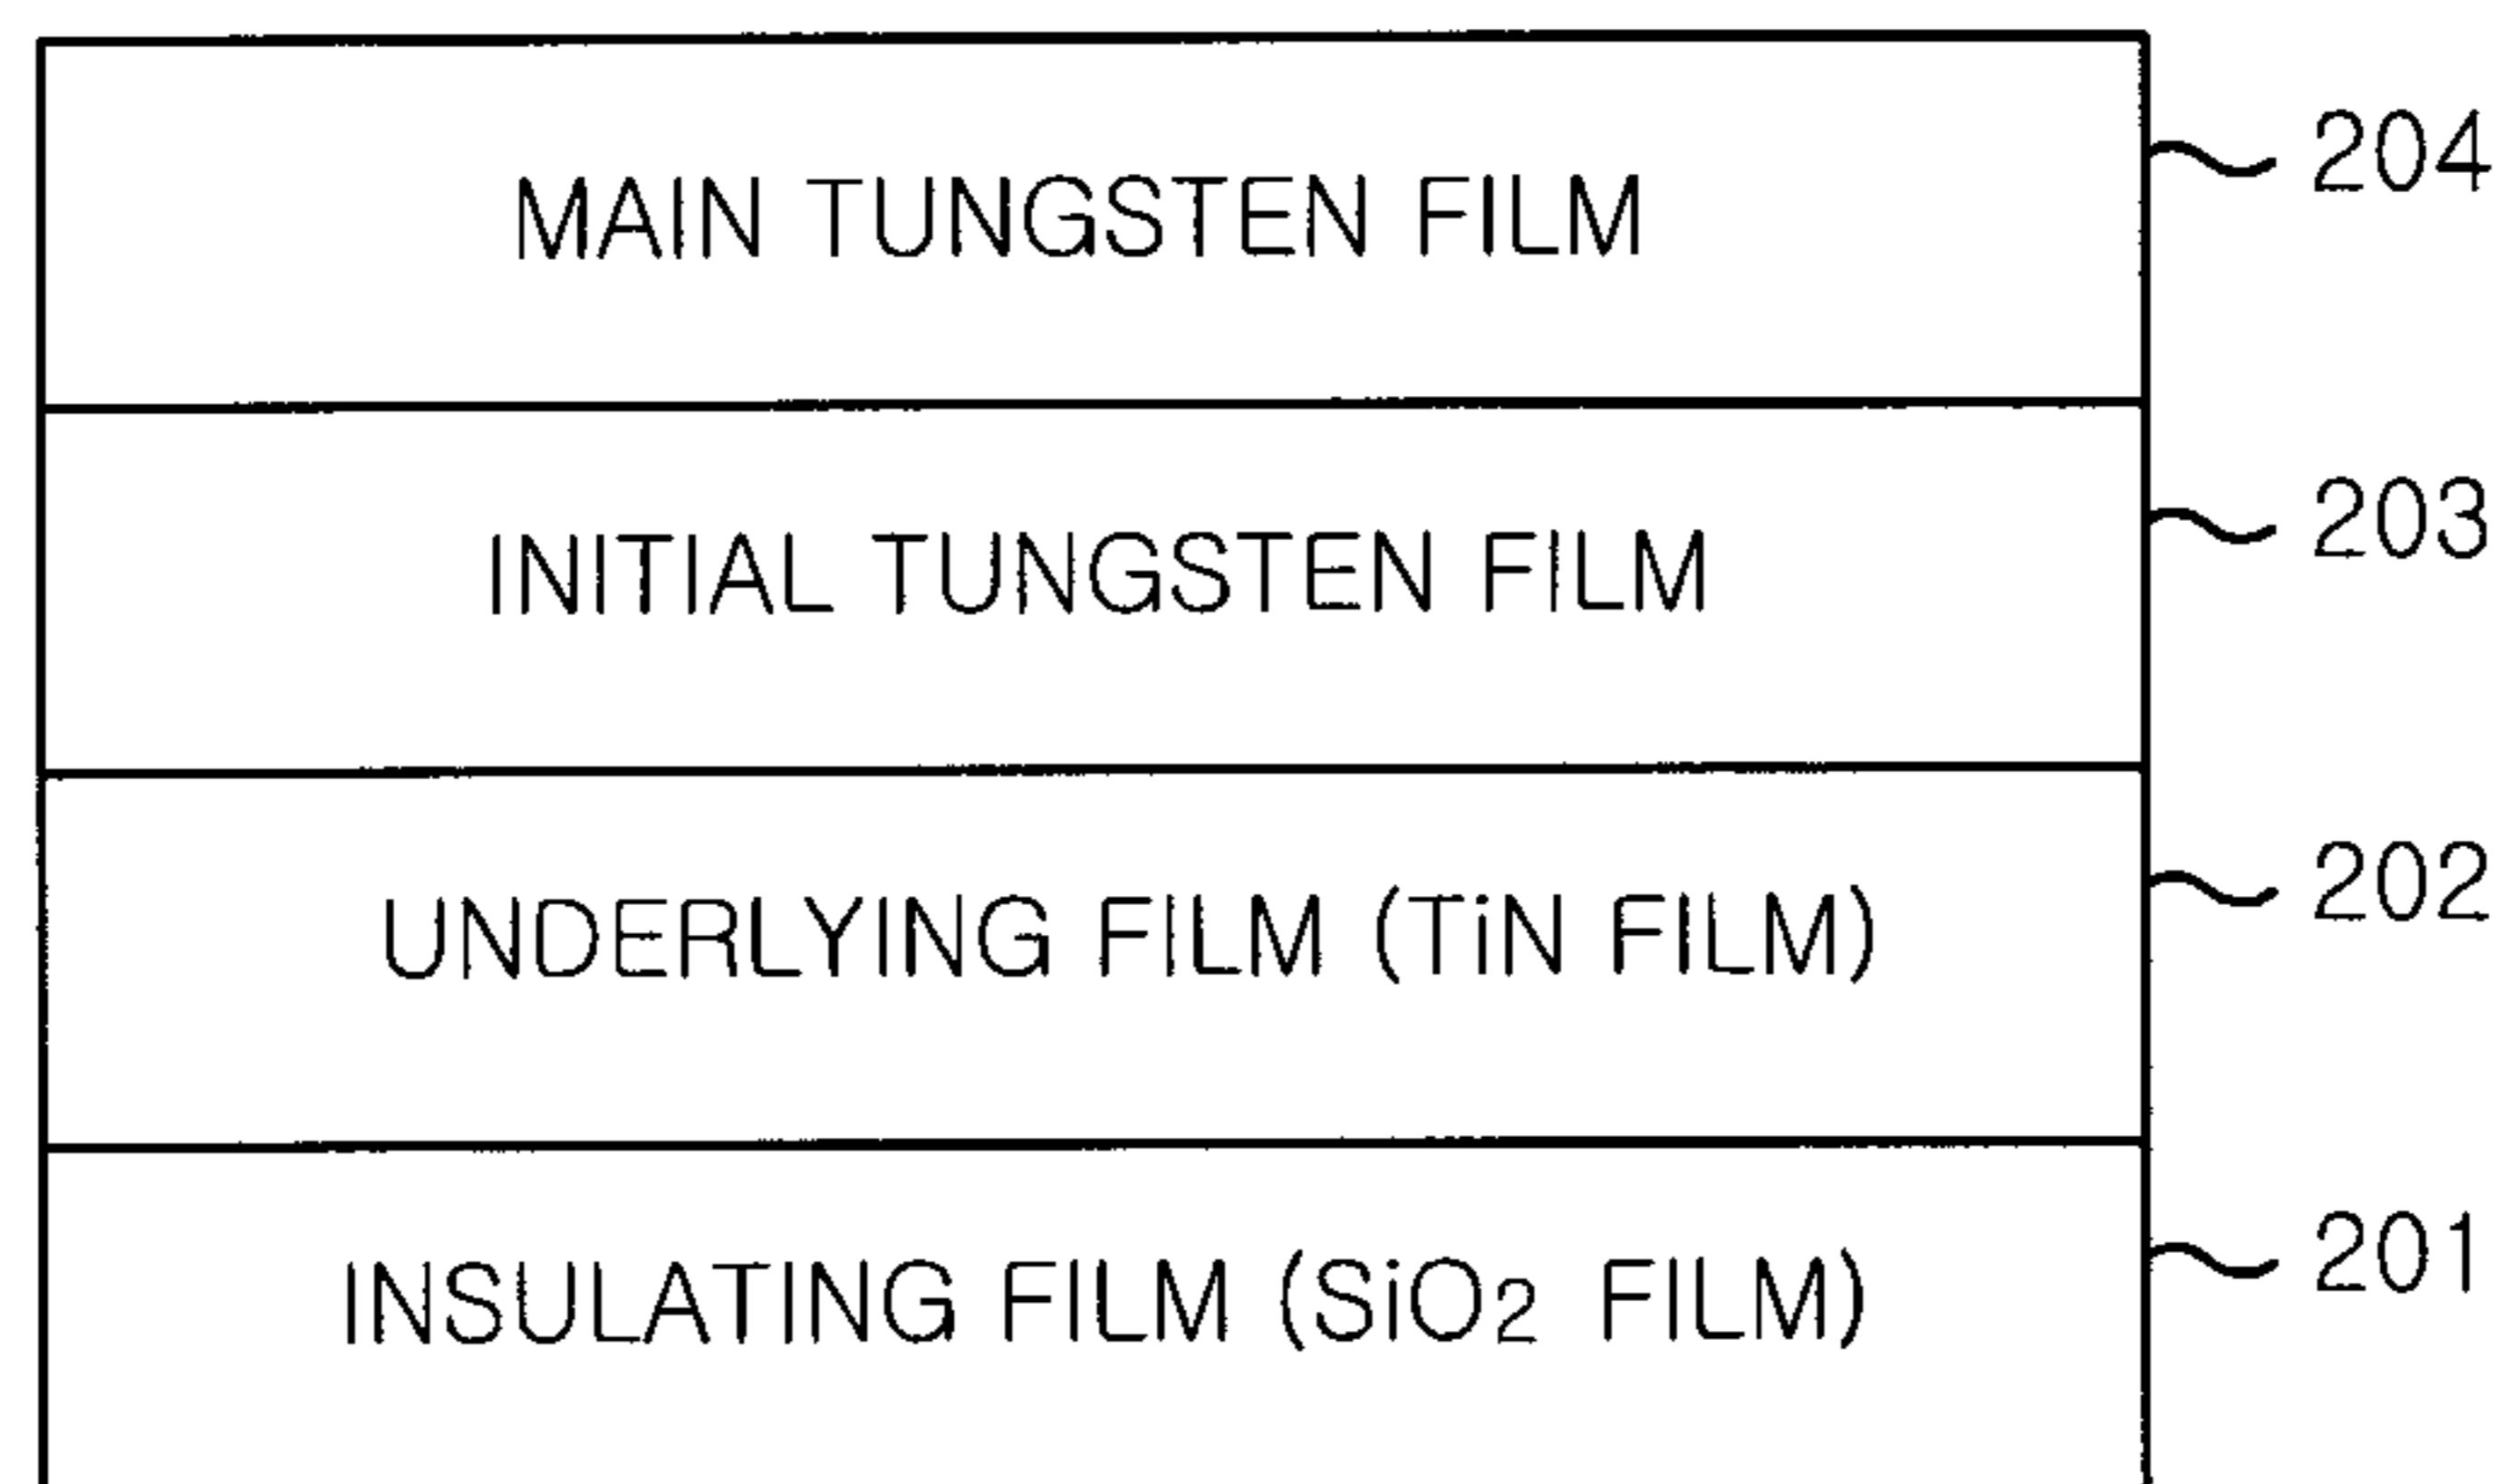 MAIN TUNGSTEN FILM 204
INITIAL TUNGSTEN FILM 203
UNDERLYING FILM (TiN FILM) 202
INSULATING FILM (SiO2 FILM) 201